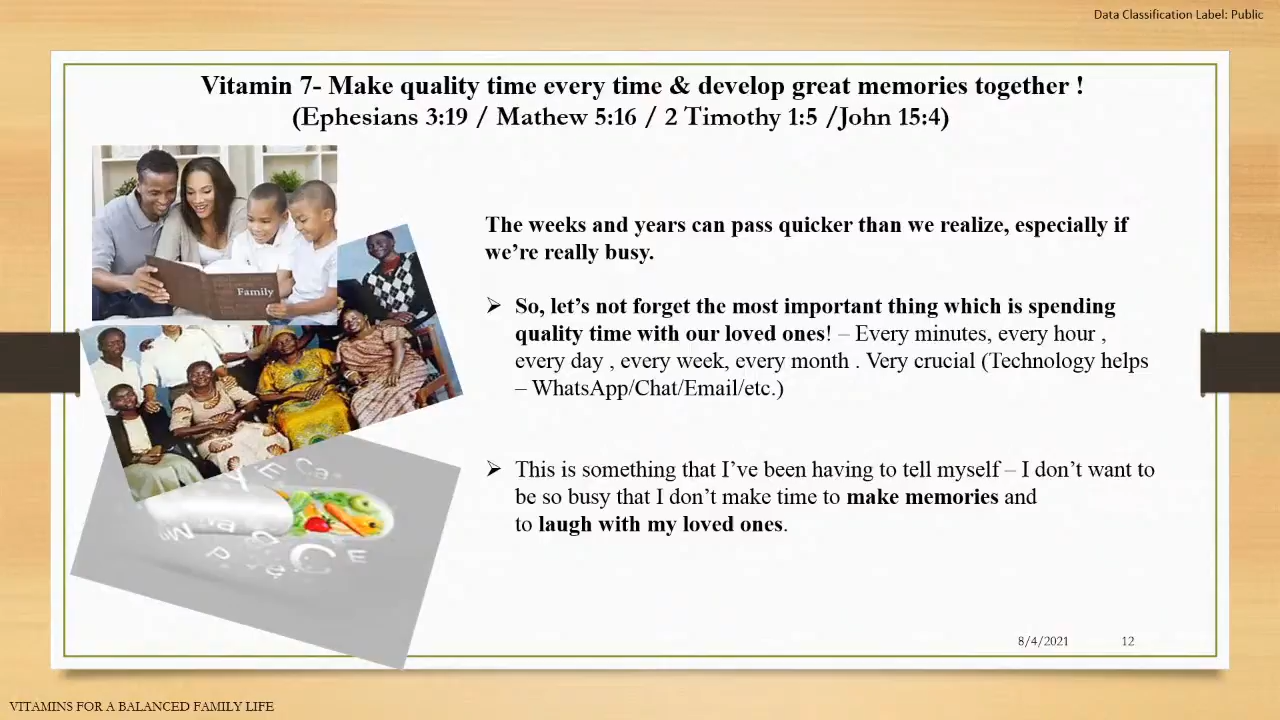 Data Classification Label: Public
Vitamin 7- Make quality time every time & develop great memories together !
(Ephesians 3:19 / Mathew 5:16 / 2 Timothy 1:5 /John 15:4)
Family
The weeks and years can pass quicker than we realize, especially if
we’re really busy.
➢ So, let’s not forget the most important thing which is spending
quality time with our loved ones! – Every minutes, every hour ,
every day , every week, every month . Very crucial (Technology helps
– WhatsApp/Chat/Email/etc.)
➢ This is something that I’ve been having to tell myself – I don’t want to
be so busy that I don’t make time to make memories and
to laugh with my loved ones.
8/4/2021 12
VITAMINS FOR A BALANCED FAMILY LIFE